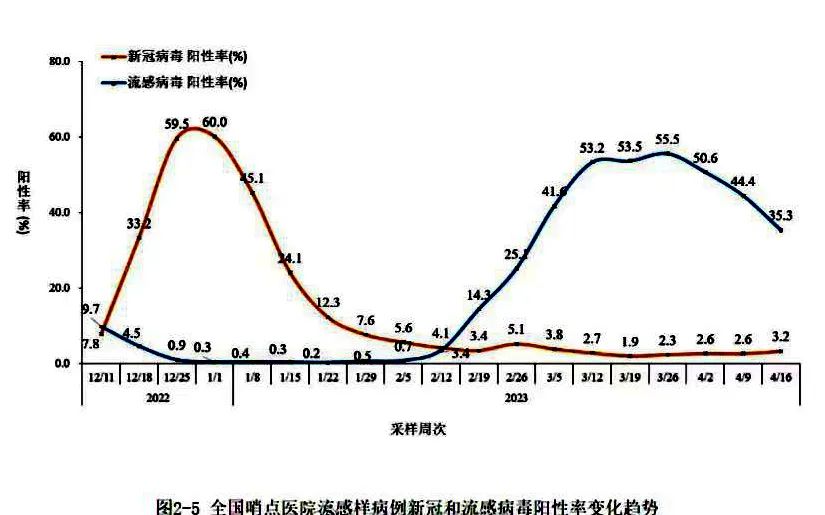 80.0
新冠病毒 阳性率(%)
流感病毒 阳性率(%)
60.0
40.0
20.0
0.0
阳性率(%)
59.5 60.0
53.2 53.5 55.5
50.6
45.1
44.4
41.6
33.2
35.3
24.1
25.1
12.3
14.3
9.7
7.8
4.5
0.9 0.3 0.4 0.3 0.2 0.5 0.7
7.6 5.6 4.1 3.4 3.4 5.1 3.8 2.7 1.9 2.3 2.6 2.6 3.2
12/11 12/18 12/25 1/1 1/8 1/15 1/22 1/29 2/5 2/12 2/19 2/26 3/5 3/12 3/19 3/26 4/2 4/9 4/16
2022 2023
采样周次
图2-5 全国哨点医院流感样病例新冠和流感病毒阳性率变化趋势